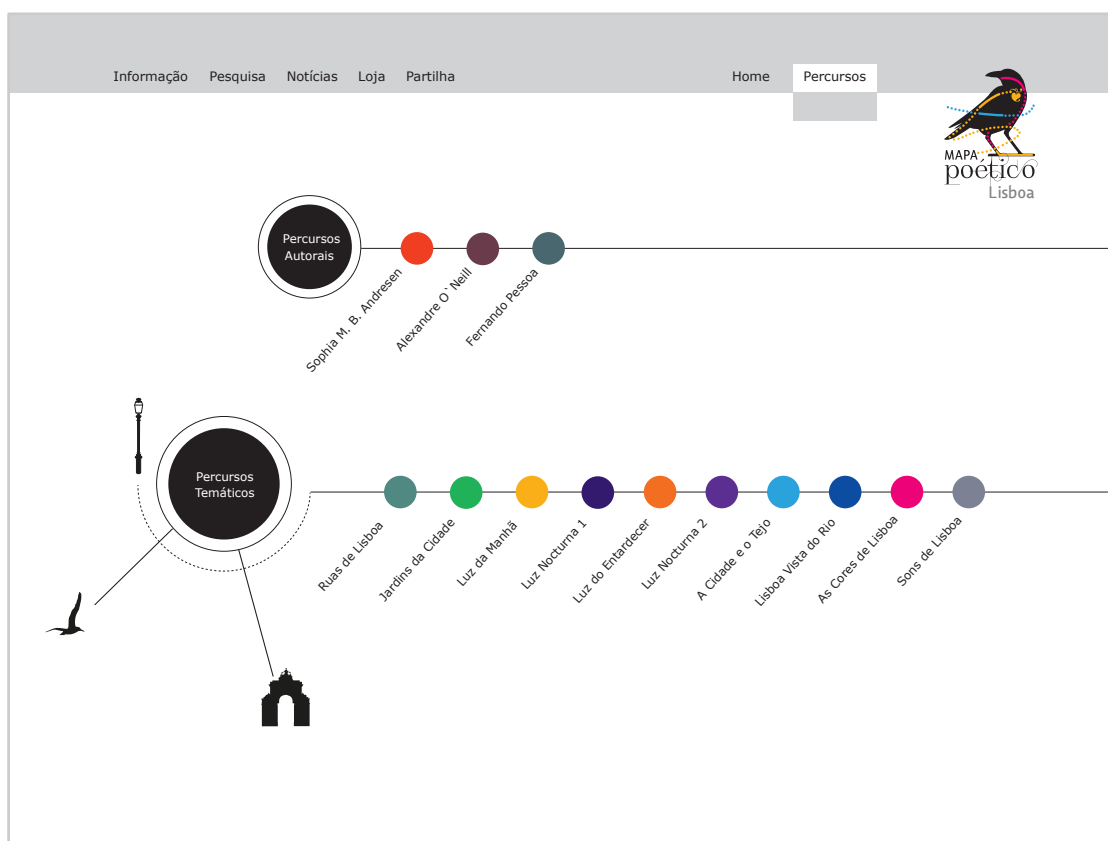 Informação Pesquisa Notícias Loja Partilha Home Percursos
MAPA
poético
Lisboa
Percursos
Autorais
Sophia M. B. Andresen
Alexandre O`Neill
Fernando Pessoa
Percursos
Temáticos
Ruas de Lisboa
Jardins da Cidade
Luz da Manhã
Luz Nocturna 1
Luz do Entardecer
Luz Nocturna 2
A Cidade e o Tejo
Lisboa Vista do Rio
As Cores de Lisboa
Sons de Lisboa